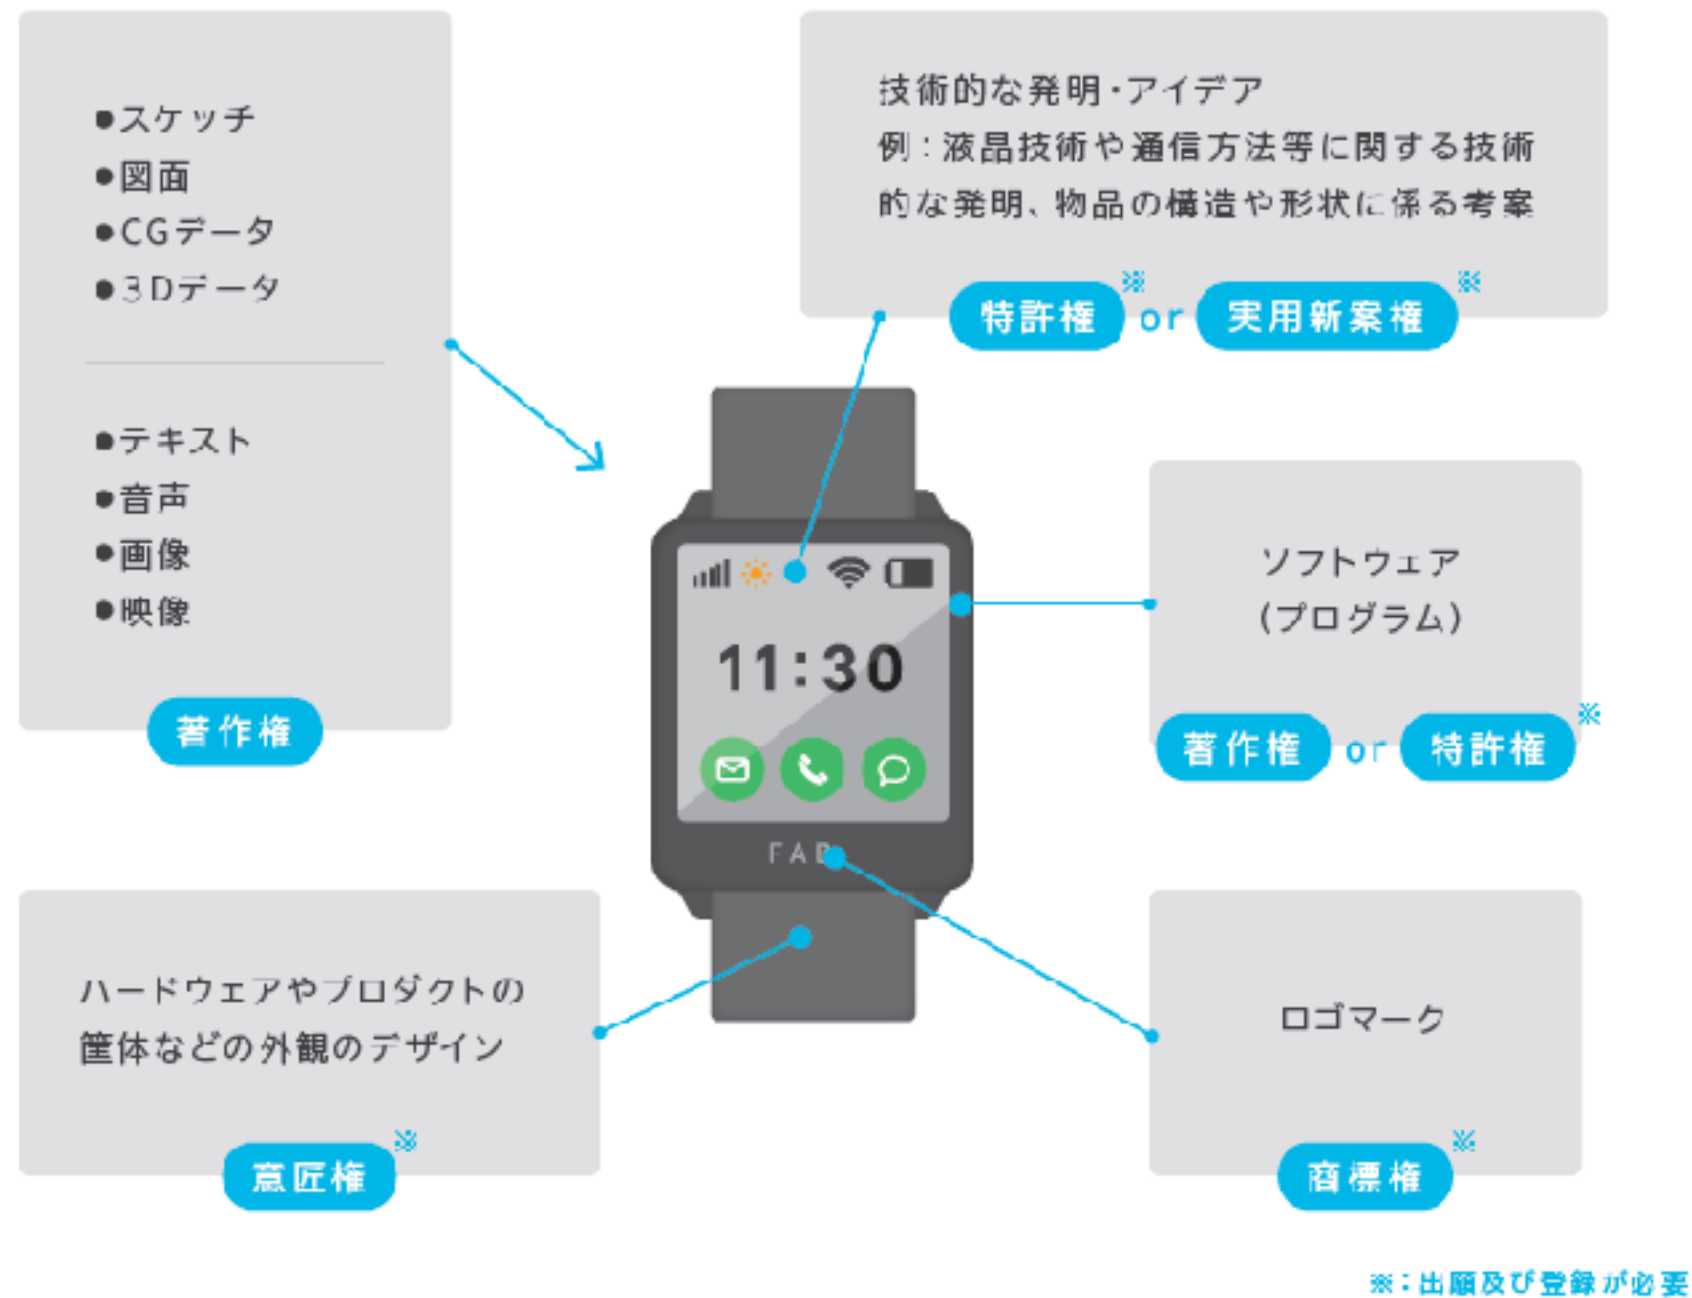 ●スケッチ
●図面
●CGデータ
●3Dデータ
●テキスト
●音声
●画像
●映像
著作権
技術的な発明・アイデア
例：液晶技術や通信方法等に関する技術
的な発明、物品の構造や形状に係る考案
特許権※ or 実用新案権※
11:30
FAB
ソフトウェア
(プログラム)
著作権 or 特許権※
ハードウェアやプロダクトの
筐体などの外観のデザイン
意匠権※
ロゴマーク
商標権※
※：出願及び登録が必要